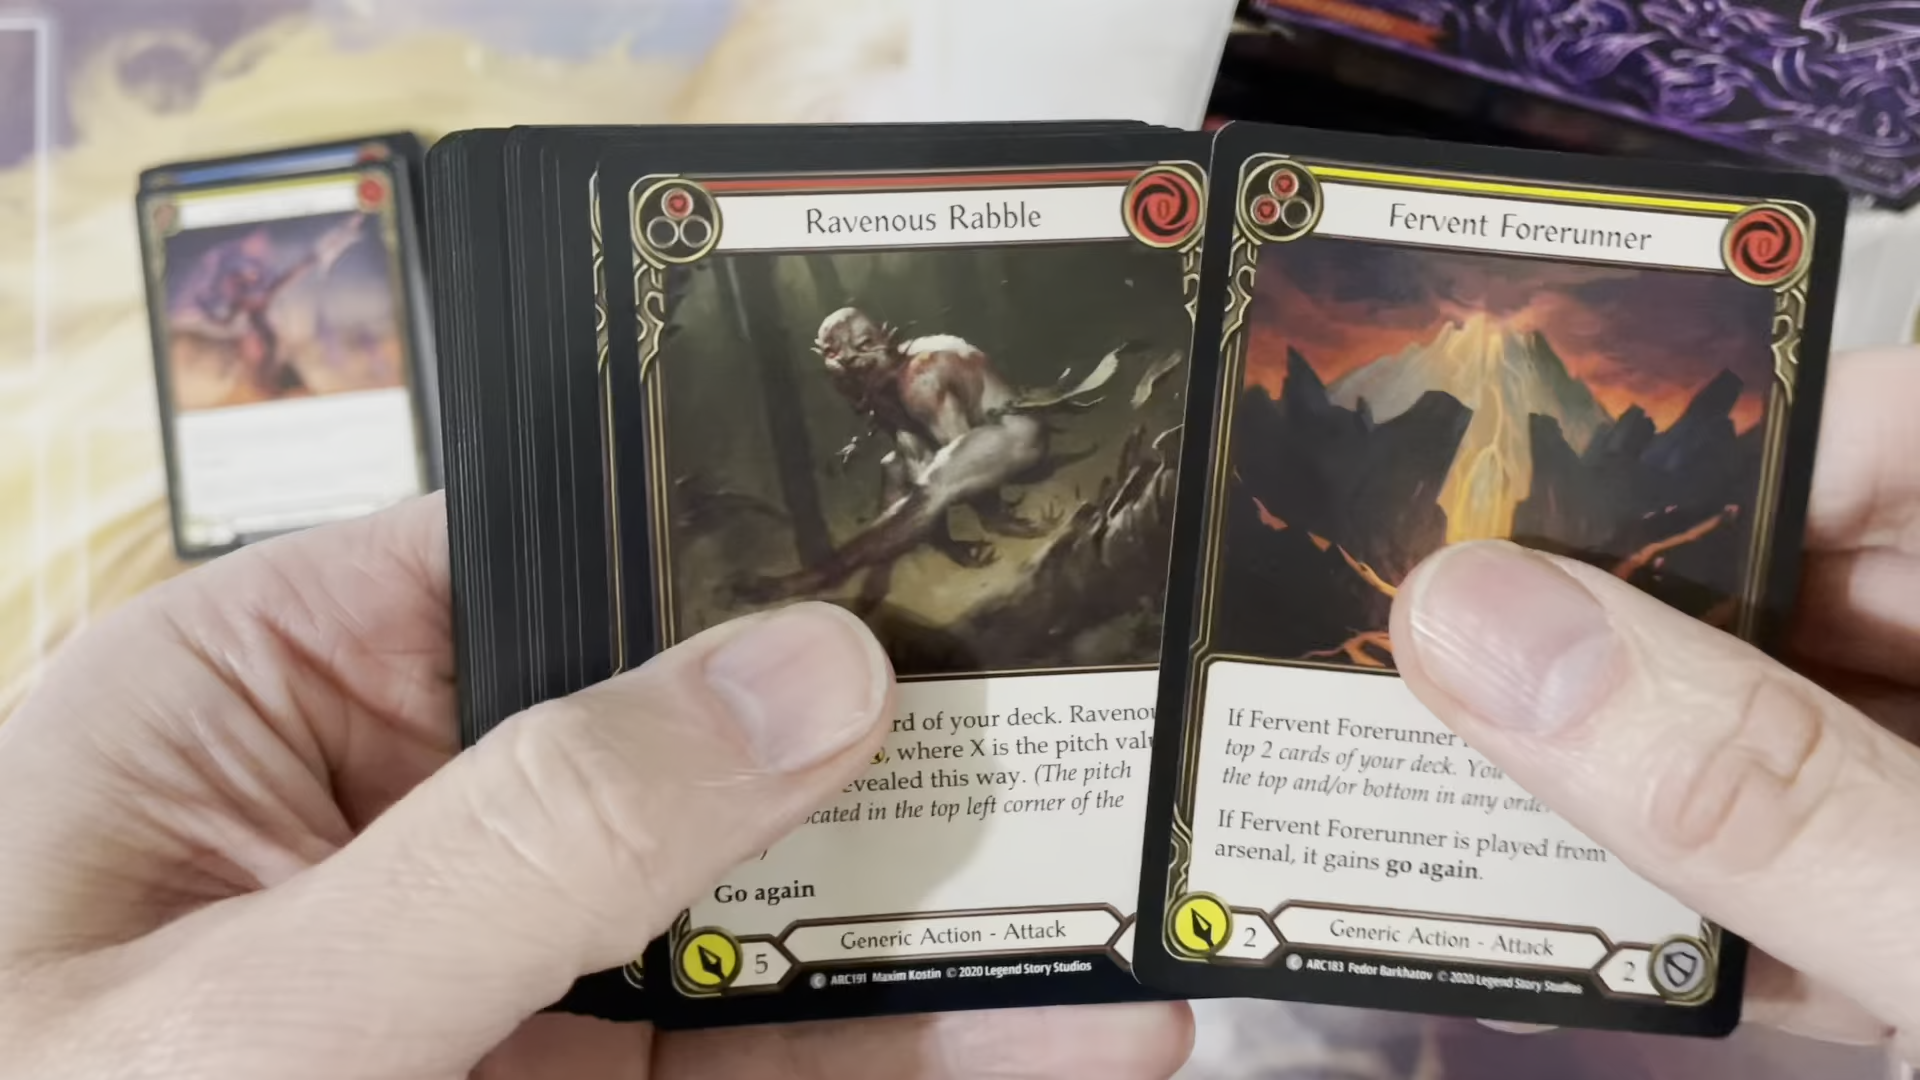 Ravenous Rabble
0
rd of your deck. Ravenou
, where X is the pitch valu
evealed this way. (The pitch
ocated in the top left corner of the
)
Go again
5
Generic Action - Attack
C ARC191 Maxim Kostin © 2020 Legend Story Studios
Fervent Forerunner
0
If Fervent Forerunner
top 2 cards of your deck. You
the top and/or bottom in any orde
If Fervent Forerunner is played from
arsenal, it gains go again.
2
Generic Action - Attack
2
C ARC183 Fedor Barkhatov © 2020 Legend Story Studios